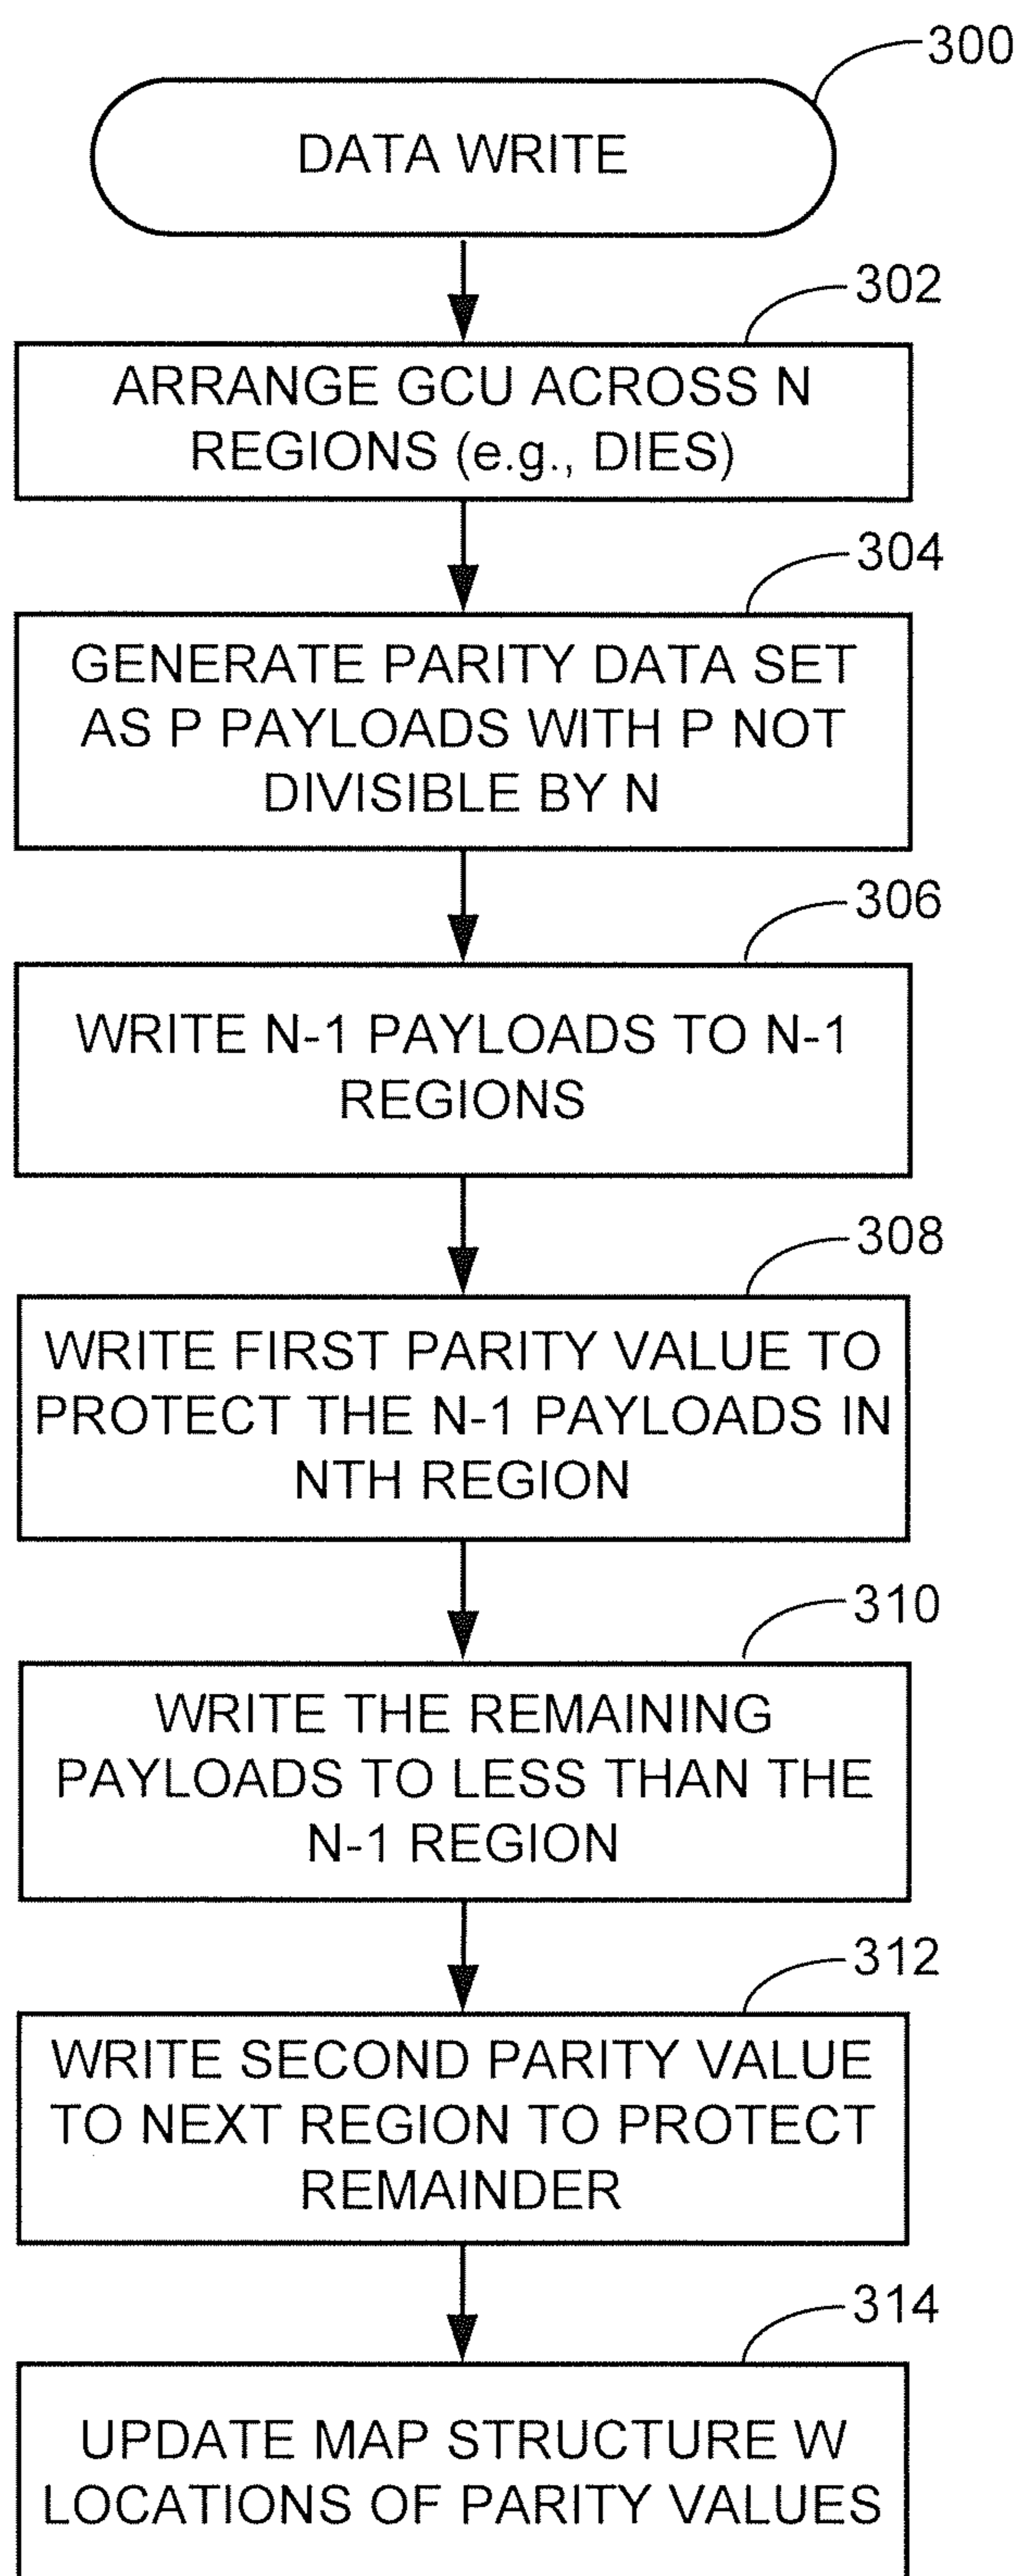 300
DATA WRITE
302
ARRANGE GCU ACROSS N
REGIONS (e.g., DIES)
304
GENERATE PARITY DATA SET
AS P PAYLOADS WITH P NOT
DIVISIBLE BY N
306
WRITE N-1 PAYLOADS TO N-1
REGIONS
308
WRITE FIRST PARITY VALUE TO
PROTECT THE N-1 PAYLOADS IN
NTH REGION
310
WRITE THE REMAINING
PAYLOADS TO LESS THAN THE
N-1 REGION
312
WRITE SECOND PARITY VALUE
TO NEXT REGION TO PROTECT
REMAINDER
314
UPDATE MAP STRUCTURE W
LOCATIONS OF PARITY VALUES